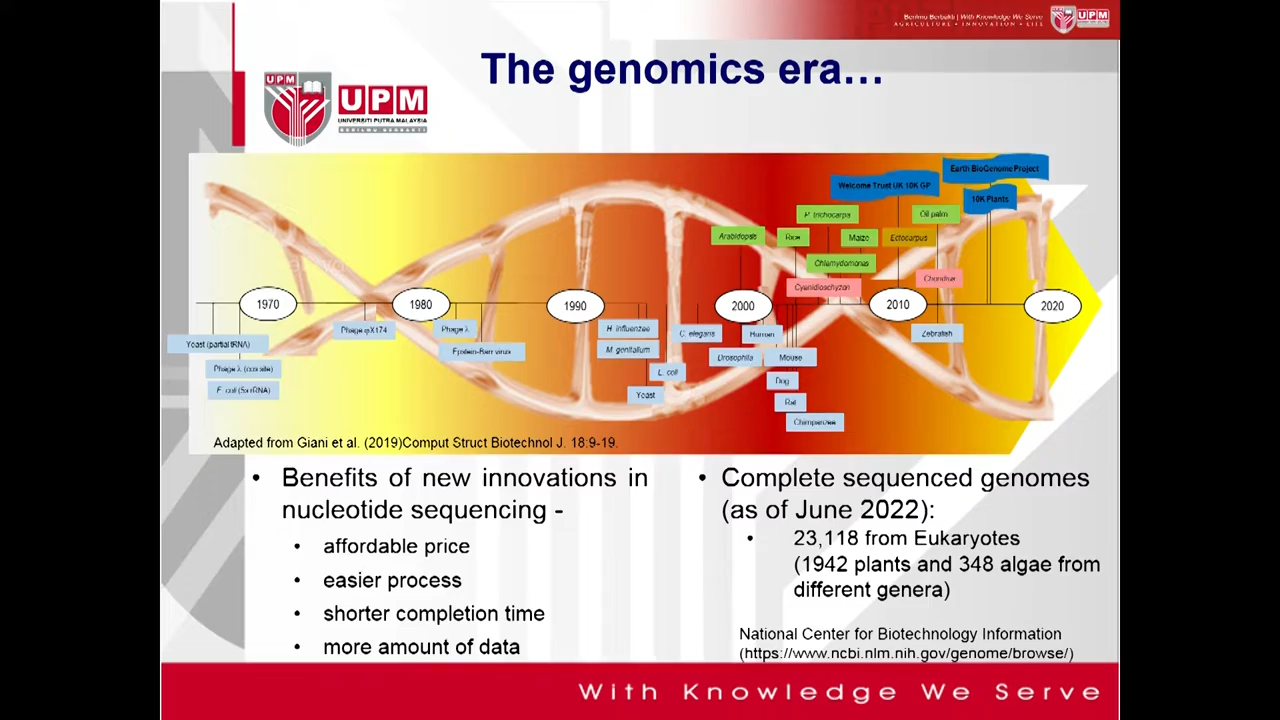 Berilmu Berbakti | With Knowledge We Serve
AGRICULTURE • INNOVATION • LIFE
UPM
The genomics era…
UPM
UPM
UNIVERSITI PUTRA MALAYSIA
BERILMU BERBAKTI
Earth BioGenome Project
Welcome Trust UK 10K GP
10K Plants
P. trichocarpa
Oil palm
Arabidopsis
Rice
Maize
Ectocarpus
Chlamydomonas
Chondrus
Cyanidioschyzon
1970
1980
1990
2000
2010
2020
Yeast (partial tRNA)
Phage φX174
Phage λ
H. influenzae
C. elegans
Human
Zebrafish
Epstein-Barr virus
M. genitalium
Drosophila
Mouse
Phage λ (cos site)
L. coli
Dog
E. coli (5s rRNA)
Yeast
Rat
Chimpanzee
Adapted from Giani et al. (2019)Comput Struct Biotechnol J. 18:9-19.
• Benefits of new innovations in
nucleotide sequencing -
• affordable price
• easier process
• shorter completion time
• more amount of data
• Complete sequenced genomes
(as of June 2022):
• 23,118 from Eukaryotes
(1942 plants and 348 algae from
different genera)
National Center for Biotechnology Information
(https://www.ncbi.nlm.nih.gov/genome/browse/)
With Knowledge We Serve